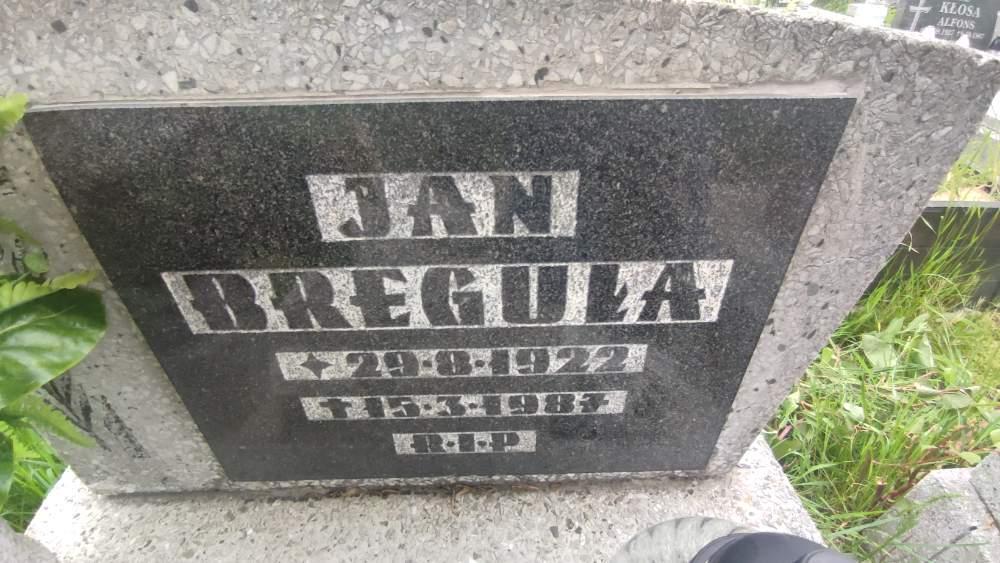 KŁOSA
ALFONS
JAN
BREGUŁA
✦ 29·8·1922
✝ 15·3·1987
R·I·P